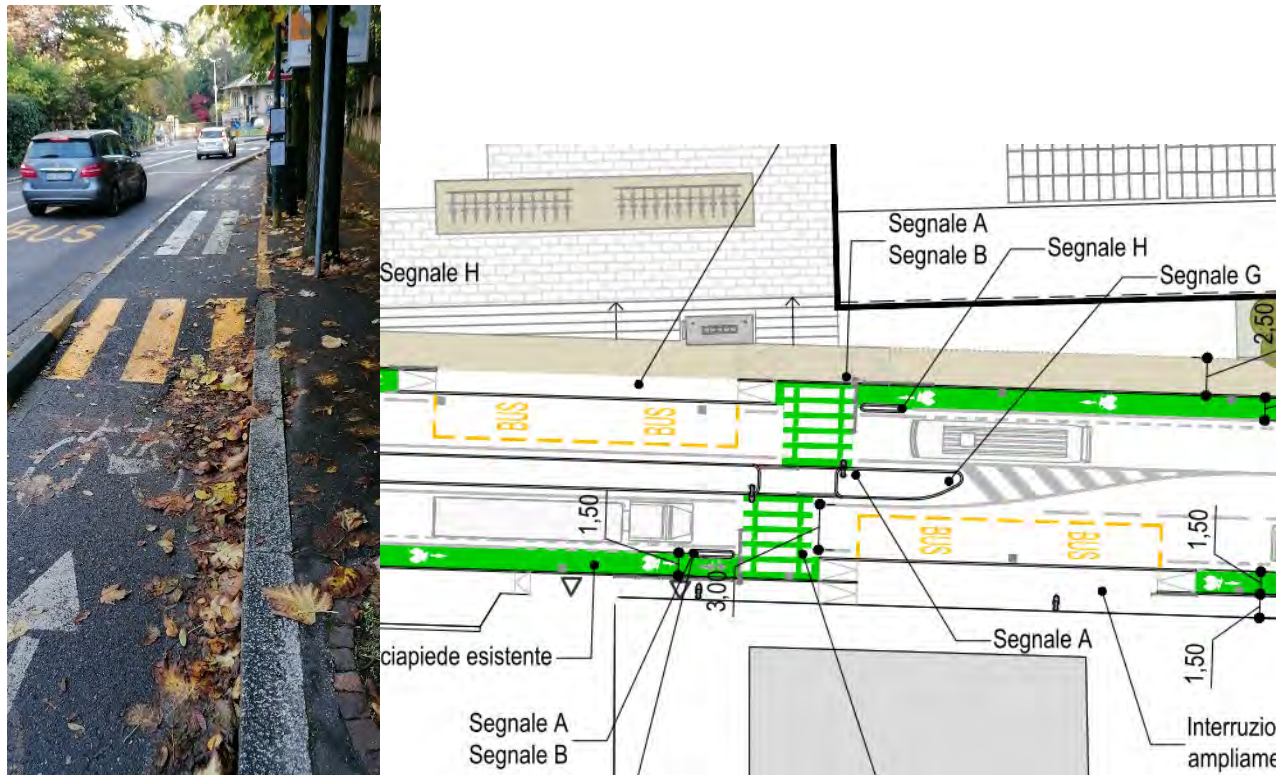 BUS
Segnale A
Segnale B
Segnale H
Segnale H
Segnale G
2,50
BUS
BUS
1,50
BUS
BUS
1,50
3,00
Segnale A
ciapiede esistente
1,50
Segnale A
Segnale B
Interruzio
ampliame